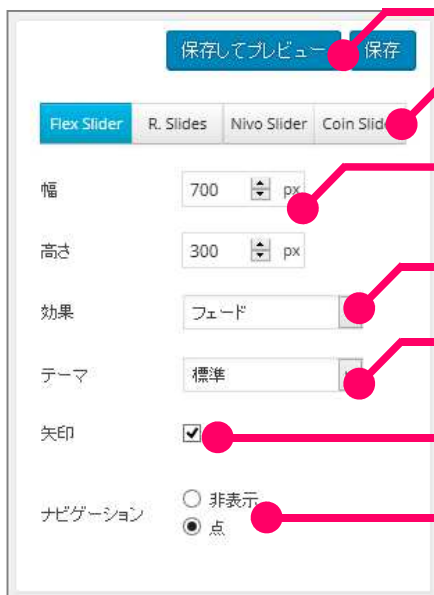 保存してプレビュー 保存
Flex Slider R. Slides Nivo Slider Coin Slider
幅 700 px
高さ 300 px
効果 フェード
テーマ 標準
矢印
ナビゲーション
非表示
点